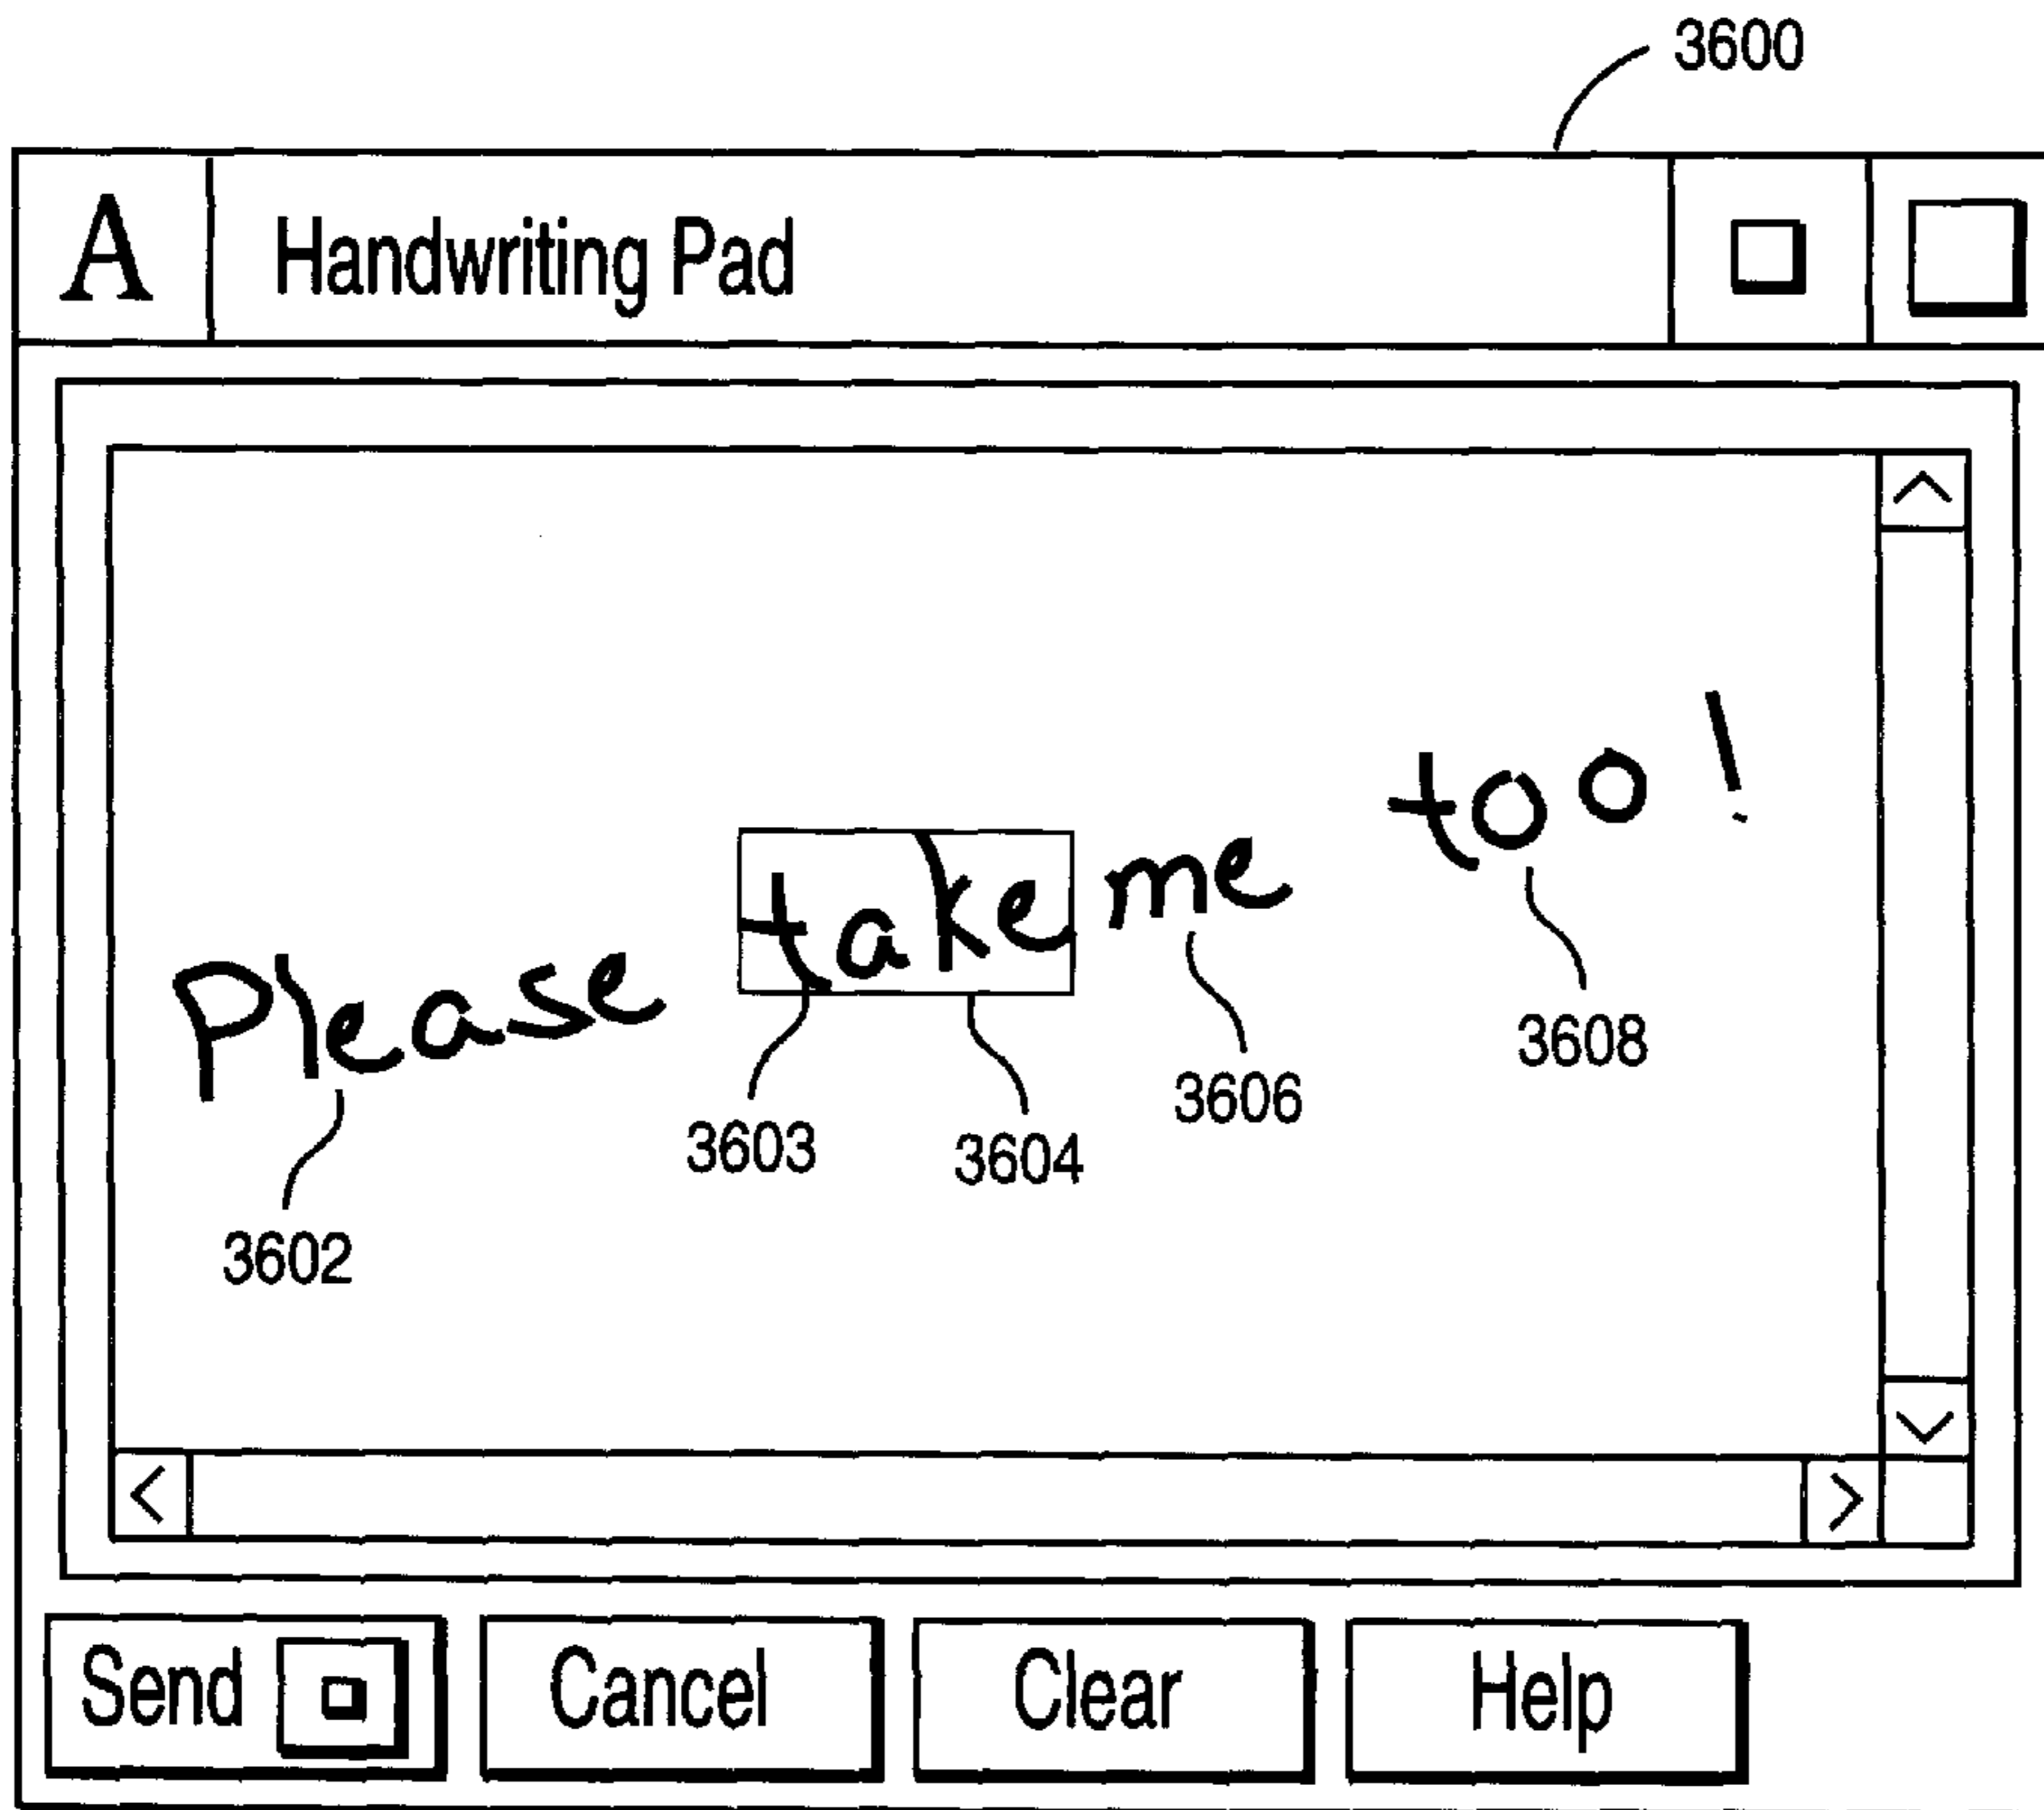 3600
A Handwriting Pad
Please take me too!
3608
3606
3603 3604
3602
Send Cancel Clear Help